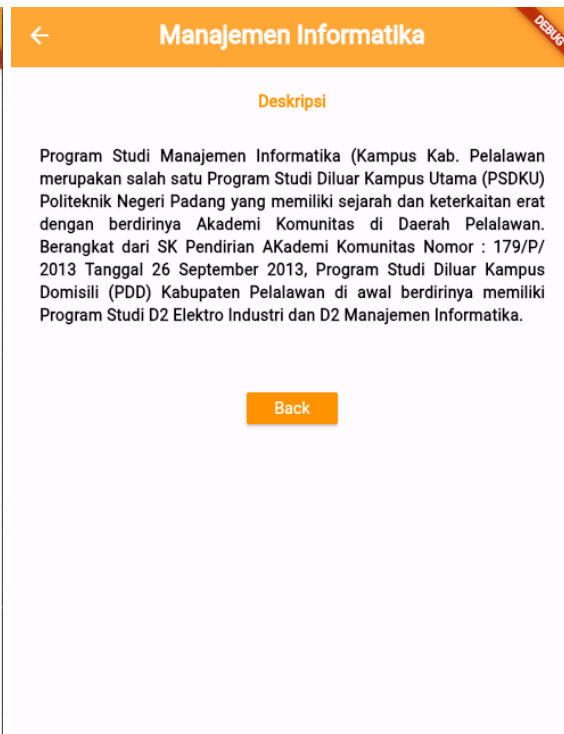 Manajemen Informatika
DEBUG
Deskripsi
Program Studi Manajemen Informatika (Kampus Kab. Pelalawan
merupakan salah satu Program Studi Diluar Kampus Utama (PSDKU)
Politeknik Negeri Padang yang memiliki sejarah dan keterkaitan erat
dengan berdirinya Akademi Komunitas di Daerah Pelalawan.
Berangkat dari SK Pendirian AKademi Komunitas Nomor : 179/P/
2013 Tanggal 26 September 2013, Program Studi Diluar Kampus
Domisili (PDD) Kabupaten Pelalawan di awal berdirinya memiliki
Program Studi D2 Elektro Industri dan D2 Manajemen Informatika.
Back